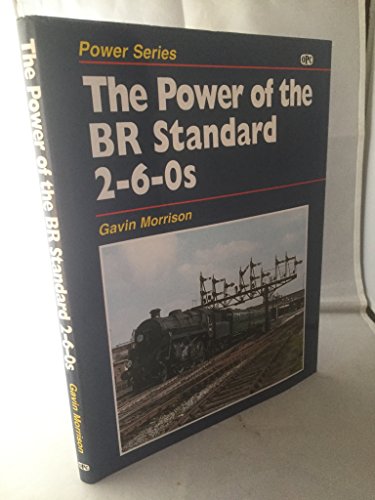 Power Series
OPC
The Power of the
BR Standard
2-6-0s
Gavin Morrison
The Power of the BR Standard 2-6-0s
Gavin Morrison
OPC